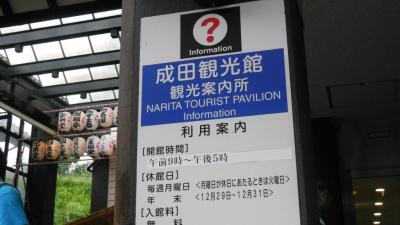 ?
Information
成田観光館
観光案内所
NARITA TOURIST PAVILION
Information
利用案内
[開館時間]
午前9時〜午後5時
[休館日]
毎週月曜日 <月曜日が休日にあたるときは火曜日>
年　末　<12月29日〜12月31日>
[入館料]
無　料